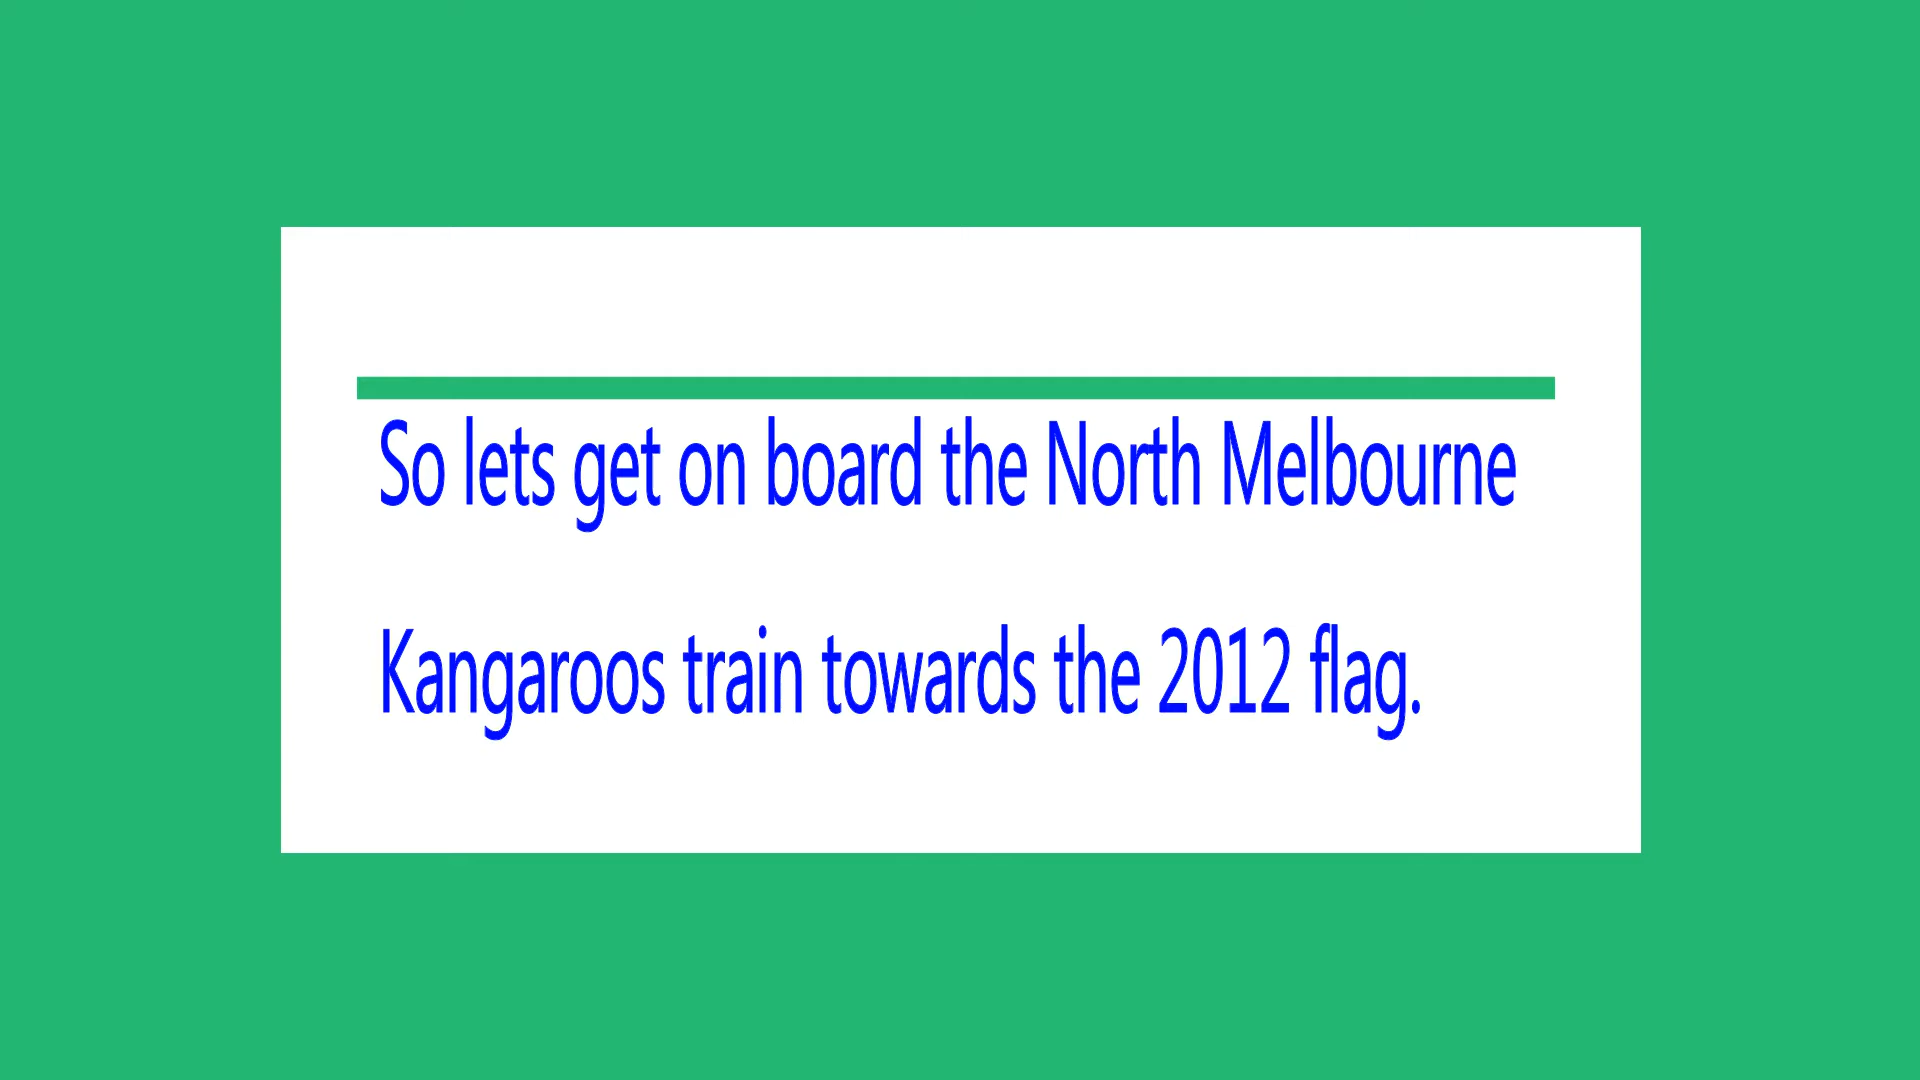 So lets get on board the North Melbourne
Kangaroos train towards the 2012 flag.